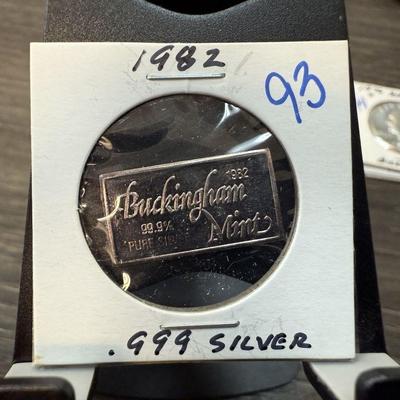 1982
93
1982
Buckingham
99.9%
Mint
PURE
.999 SILVER